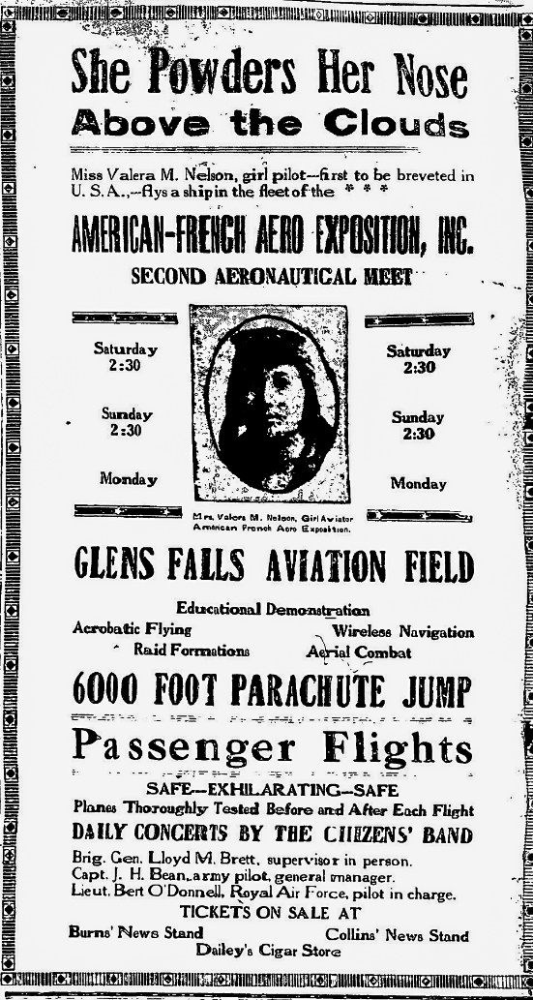 She Powders Her Nose
Above the Clouds
Miss Valera M. Nelson, girl pilot—first to be breveted in
U. S. A.,—flys a ship in the fleet of the * * *
AMERICAN-FRENCH AERO EXPOSITION, INC.
SECOND AERONAUTICAL MEET
Saturday
2:30
Sunday
2:30
Monday
Saturday
2:30
Sunday
2:30
Monday
Mrs. Valera M. Nelson, Girl Aviator
American French Aero Exposition.
GLENS FALLS AVIATION FIELD
Educational Demonstration
Acrobatic Flying Wireless Navigation
Raid Formations Aerial Combat
6000 FOOT PARACHUTE JUMP
Passenger Flights
SAFE—EXHILARATING—SAFE
Planes Thoroughly Tested Before and After Each Flight
DAILY CONCERTS BY THE CITIZENS' BAND
Brig. Gen. Lloyd M. Brett, supervisor in person.
Capt. J. H. Bean, army pilot, general manager.
Lieut. Bert O'Donnell, Royal Air Force, pilot in charge.
TICKETS ON SALE AT
Burns' News Stand Collins' News Stand
Dailey's Cigar Store